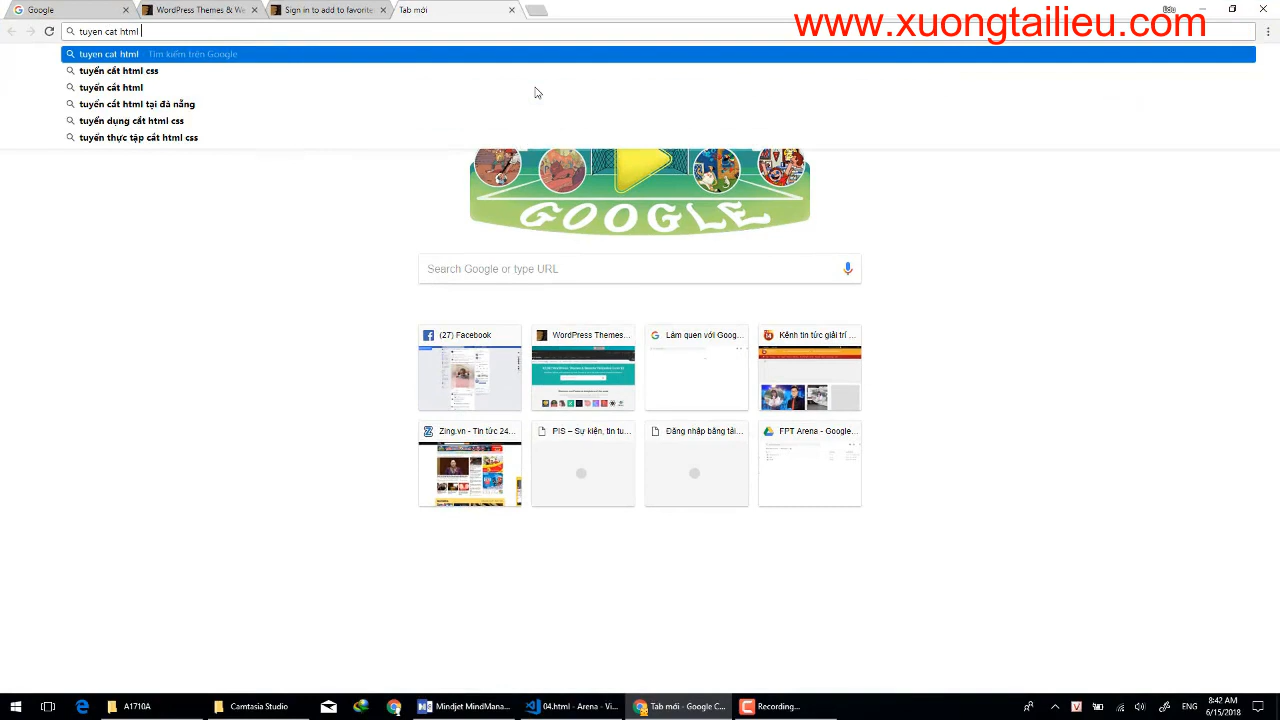 Google
WordPress Themes & We
Sign in to add to favorite
Tab mới
Edu
www.xuongtailieu.com
tuyen cat html
tuyen cat html - Tìm kiếm trên Google
tuyển cắt html css
tuyển cắt html
tuyển cắt html tại đà nẵng
tuyển dụng cắt html css
tuyển thực tập cắt html css
GOOGLE
Search Google or type URL
(27) Facebook
WordPress Themes...
Làm quen với Goog...
Kênh tin tức giải trí ...
Zing.vn - Tin tức 24...
PIS – Sự kiện, tin tu...
Đăng nhập bằng tài...
FPT Arena - Google...
A1710A
Camtasia Studio
Mindjet MindMana...
04.html - Arena - Vi...
Tab mới - Google C...
Recording...
V
8:42 AM
6/15/2018